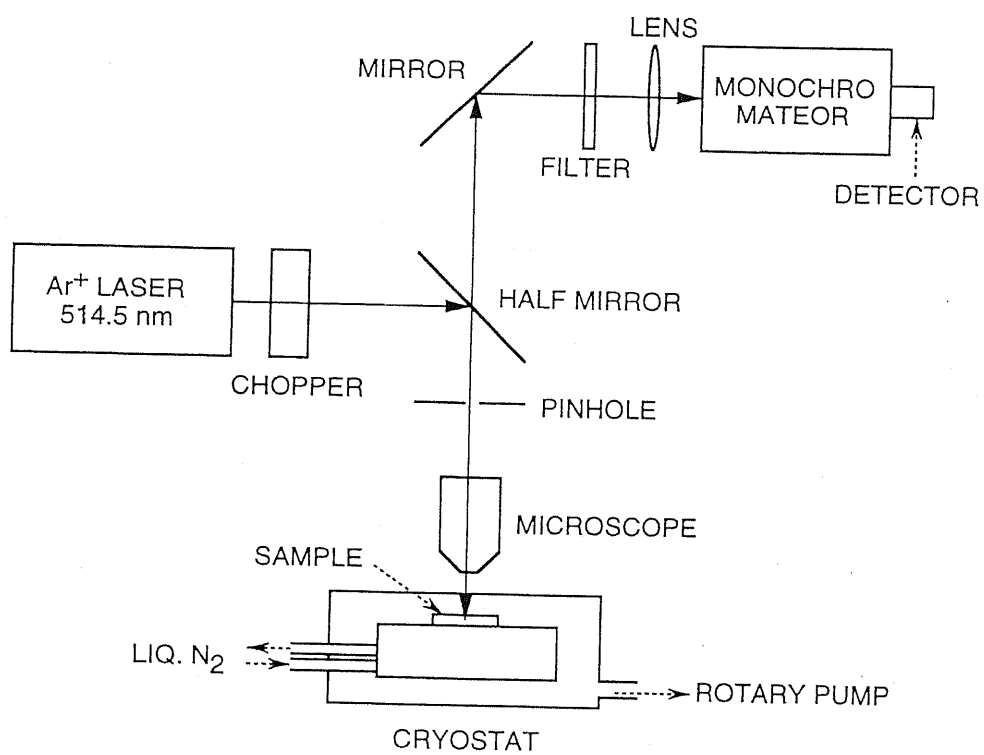 LENS
MIRROR
MONOCHRO
MATEOR
FILTER
DETECTOR
Ar⁺ LASER
514.5 nm
HALF MIRROR
CHOPPER
PINHOLE
MICROSCOPE
SAMPLE
LIQ. N₂
ROTARY PUMP
CRYOSTAT